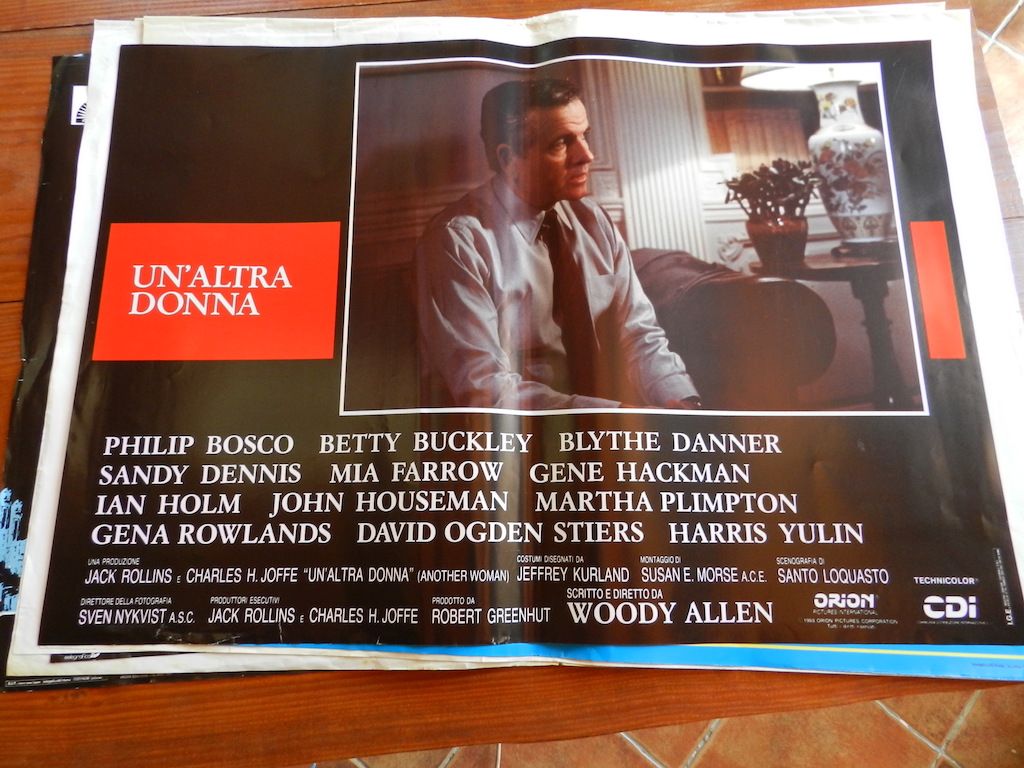 UN'ALTRA
DONNA
PHILIP BOSCO BETTY BUCKLEY BLYTHE DANNER
SANDY DENNIS MIA FARROW GENE HACKMAN
IAN HOLM JOHN HOUSEMAN MARTHA PLIMPTON
GENA ROWLANDS DAVID OGDEN STIERS HARRIS YULIN
UNA PRODUZIONE
JACK ROLLINS E CHARLES H. JOFFE "UN'ALTRA DONNA" (ANOTHER WOMAN)
COSTUMI DISEGNATI DA
JEFFREY KURLAND
MONTAGGIO DI
SUSAN E. MORSE A.C.E.
SCENOGRAFIA DI
SANTO LOQUASTO
DIRETTORE DELLA FOTOGRAFIA
SVEN NYKVIST A.S.C.
PRODUTTORI ESECUTIVI
JACK ROLLINS E CHARLES H. JOFFE
PRODOTTO DA
ROBERT GREENHUT
SCRITTO E DIRETTO DA
WOODY ALLEN
ORION
PICTURES INTERNATIONAL
ORION PICTURES CORPORATION
TECHNICOLOR
CDI